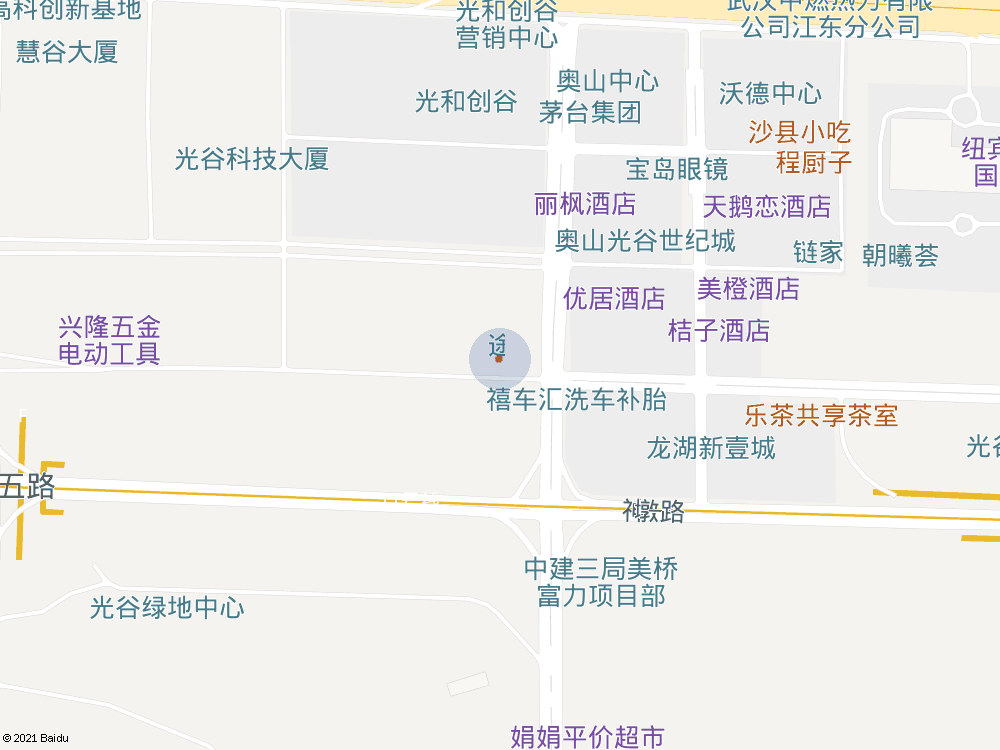 高科创新基地
光和创谷
营销中心
武汉中燃热力有限
公司江东分公司
慧谷大厦
奥山中心
光和创谷
茅台集团
沃德中心
沙县小吃
程厨子
光谷科技大厦
宝岛眼镜
纽宾
国
丽枫酒店
天鹅恋酒店
奥山光谷世纪城
链家
朝曦荟
优居酒店
美橙酒店
兴隆五金
电动工具
桔子酒店
禧车汇洗车补胎
乐茶共享茶室
龙湖新壹城
光谷
五路
中建三局美桥
富力项目部
光谷绿地中心
娟娟平价超市
© 2021 Baidu